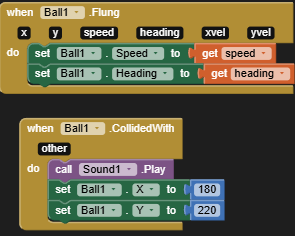 when Ball1 .Flung
x y speed heading xvel yvel
do set Ball1 . Speed to get speed
set Ball1 . Heading to get heading
when Ball1 .CollidedWith
other
do call Sound1 .Play
set Ball1 . X to 180
set Ball1 . Y to 220